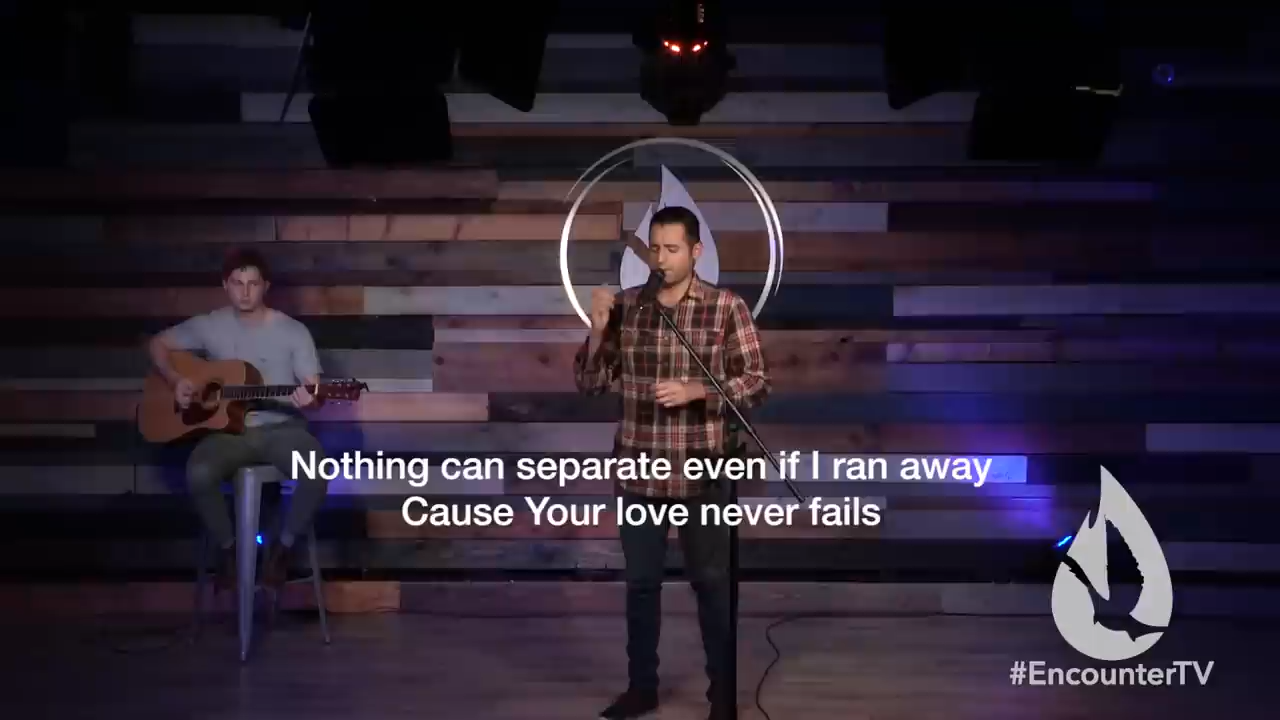 Nothing can separate even if I ran away
Cause Your love never fails
#EncounterTV